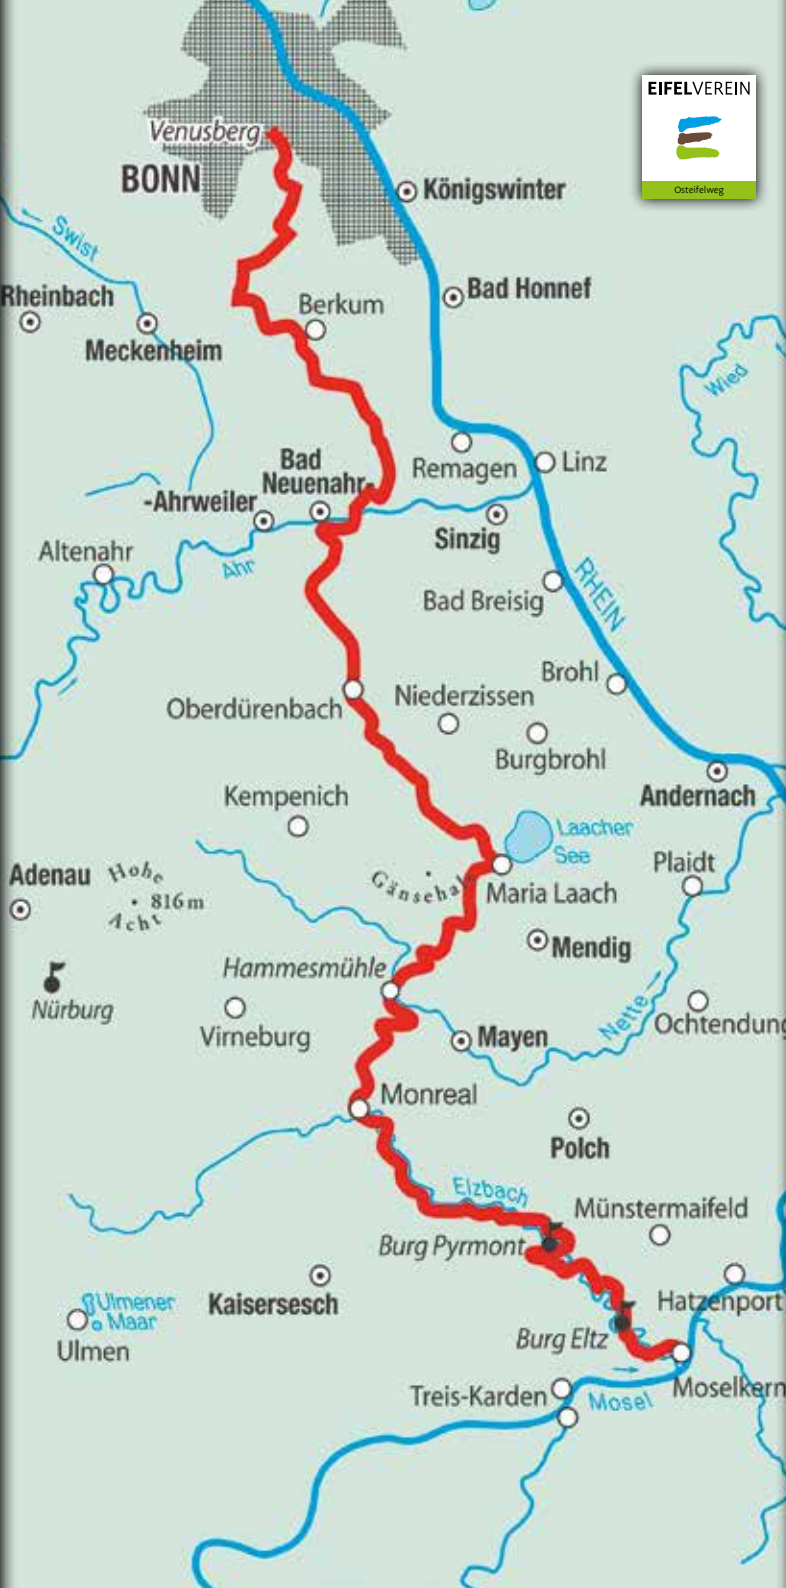 EIFELVEREIN
Osteifelweg
Venusberg
BONN
Königswinter
Swist
Rheinbach
Bad Honnef
Berkum
Meckenheim
Wied
Bad
Neuenahr-
Remagen
Linz
-Ahrweiler
Sinzig
Altenahr
Ahr
RHEIN
Bad Breisig
Brohl
Niederzissen
Oberdürenbach
Burgbrohl
Kempenich
Andernach
Laacher
See
Plaidt
Adenau
Hohe
Acht
816 m
Gänsehals
Maria Laach
Mendig
Hammesmühle
Nürburg
Virneburg
Nette
Ochtendung
Mayen
Monreal
Polch
Elzbach
Münstermaifeld
Burg Pyrmont
Ulmener
Maar
Kaisersesch
Hatzenport
Ulmen
Burg Eltz
Moselkern
Treis-Karden
Mosel